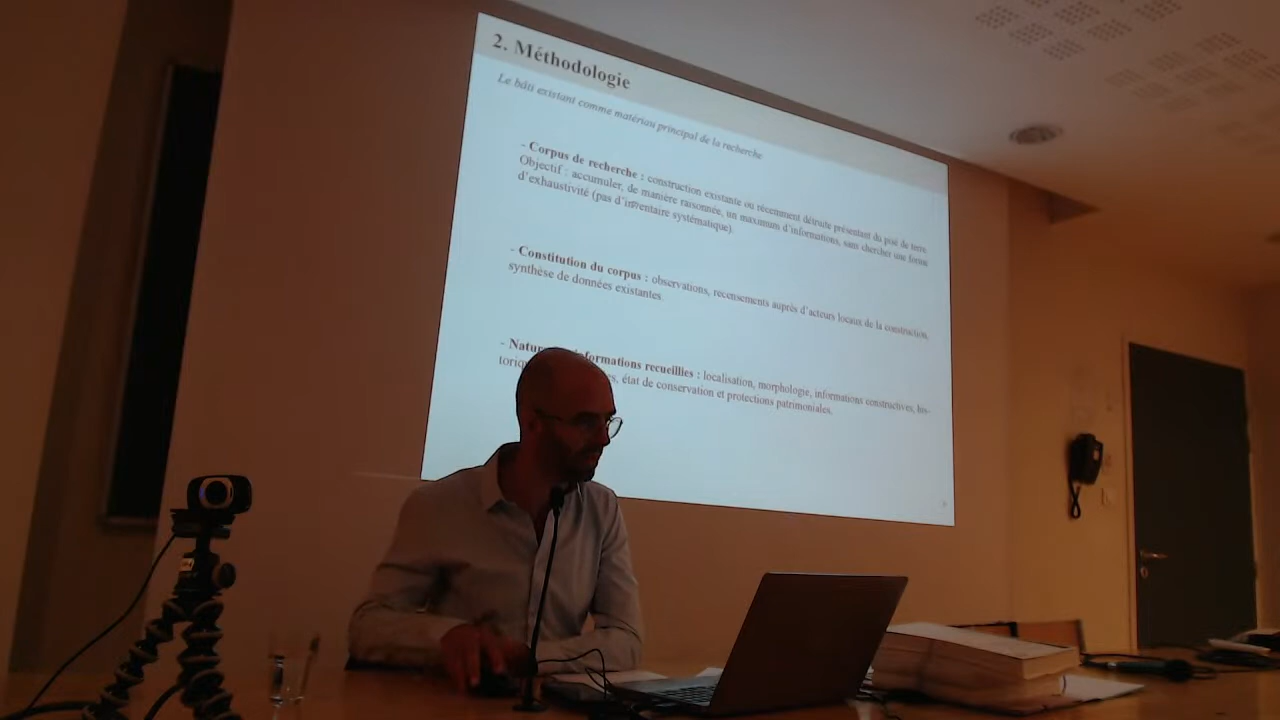 2. Méthodologie
Le bâti existant comme matériau principal de la recherche
- Corpus de recherche : construction existante ou récemment détruite présentant du pisé de terre.
Objectif : accumuler, de manière raisonnée, un maximum d'informations, sans chercher une forme
d'exhaustivité (pas d'inventaire systématique).
- Constitution du corpus : observations, recensements auprès d'acteurs locaux de la construction,
synthèse de données existantes.
- Natur formations recueillies : localisation, morphologie, informations constructives, his-
toriq s, état de conservation et protections patrimoniales.